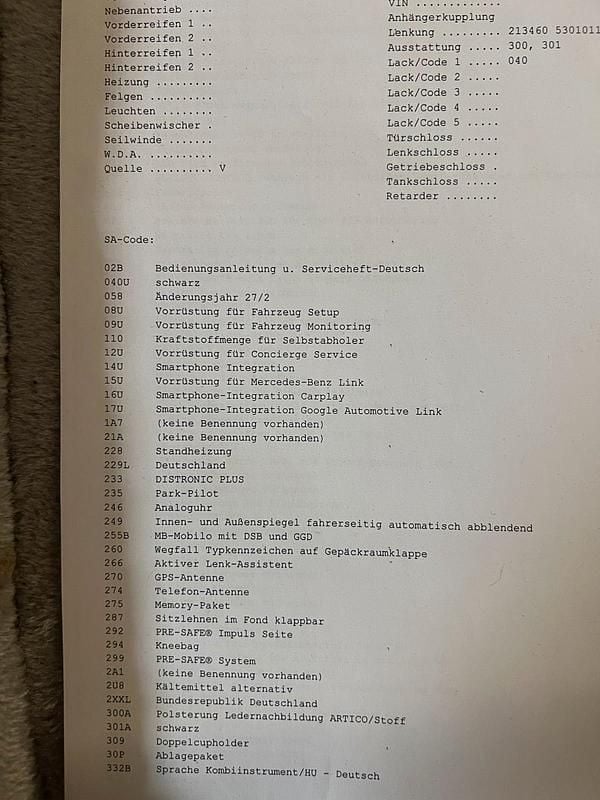 Nebenantrieb ....
Vorderreifen 1 ..
Vorderreifen 2 ..
Hinterreifen 1 ..
Hinterreifen 2 ..
Heizung .........
Felgen ..........
Leuchten ........
Scheibenwischer .
Seilwinde .......
W.D.A. ..........
Quelle .......... V
VIN .............
Anhängerkupplung
Lenkung ......... 213460 5301011
Ausstattung ..... 300, 301
Lack/Code 1 ..... 040
Lack/Code 2 .....
Lack/Code 3 .....
Lack/Code 4 .....
Lack/Code 5 .....
Türschloss ......
Lenkschloss .....
Getriebeschloss .
Tankschloss .....
Retarder ........
SA-Code:
02B Bedienungsanleitung u. Serviceheft-Deutsch
040U schwarz
058 Änderungsjahr 27/2
08U Vorrüstung für Fahrzeug Setup
09U Vorrüstung für Fahrzeug Monitoring
110 Kraftstoffmenge für Selbstabholer
12U Vorrüstung für Concierge Service
14U Smartphone Integration
15U Vorrüstung für Mercedes-Benz Link
16U Smartphone-Integration Carplay
17U Smartphone-Integration Google Automotive Link
1A7 (keine Benennung vorhanden)
21A (keine Benennung vorhanden)
228 Standheizung
229L Deutschland
233 DISTRONIC PLUS
235 Park-Pilot
246 Analoguhr
249 Innen- und Außenspiegel fahrerseitig automatisch abblendend
255B MB-Mobilo mit DSB und GGD
260 Wegfall Typkennzeichen auf Gepäckraumklappe
266 Aktiver Lenk-Assistent
270 GPS-Antenne
274 Telefon-Antenne
275 Memory-Paket
287 Sitzlehnen im Fond klappbar
292 PRE-SAFE® Impuls Seite
294 Kneebag
299 PRE-SAFE® System
2A1 (keine Benennung vorhanden)
2U8 Kältemittel alternativ
2XXL Bundesrepublik Deutschland
300A Polsterung Ledernachbildung ARTICO/Stoff
301A schwarz
309 Doppelcupholder
30P Ablagepaket
332B Sprache Kombiinstrument/HU - Deutsch